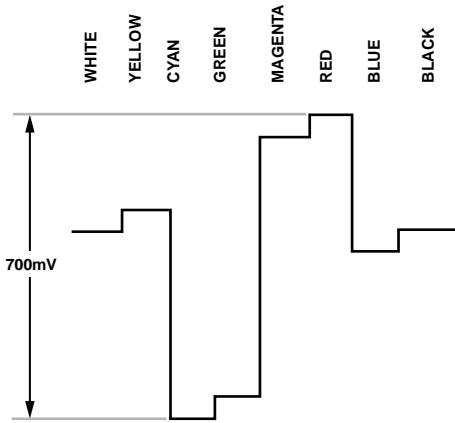 WHITE
YELLOW
CYAN
GREEN
MAGENTA
RED
BLUE
BLACK
700mV